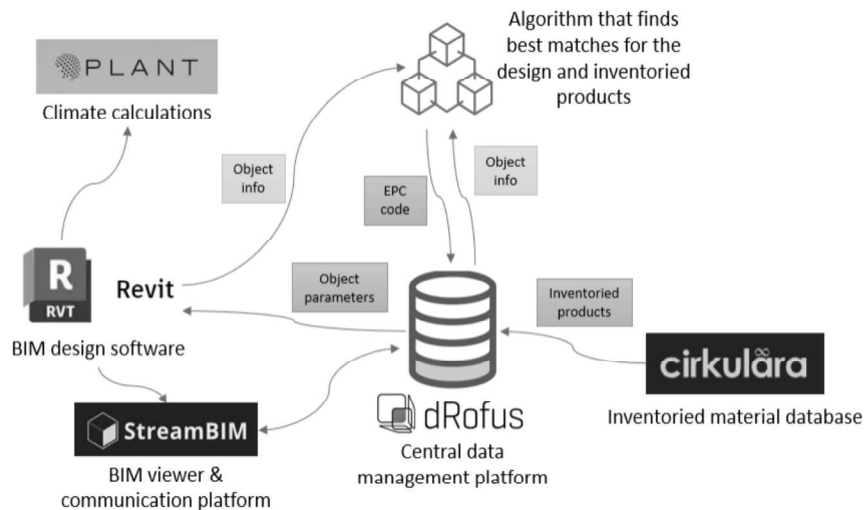 Algorithm that finds
best matches for the
design and inventoried
products
PLANT
Climate calculations
Object
info
EPC
code
Object
info
R
RVT
Revit
BIM design software
Object
parameters
Inventoried
products
cirkulära
Inventoried material database
StreamBIM
BIM viewer &
communication platform
dRofus
Central data
management platform